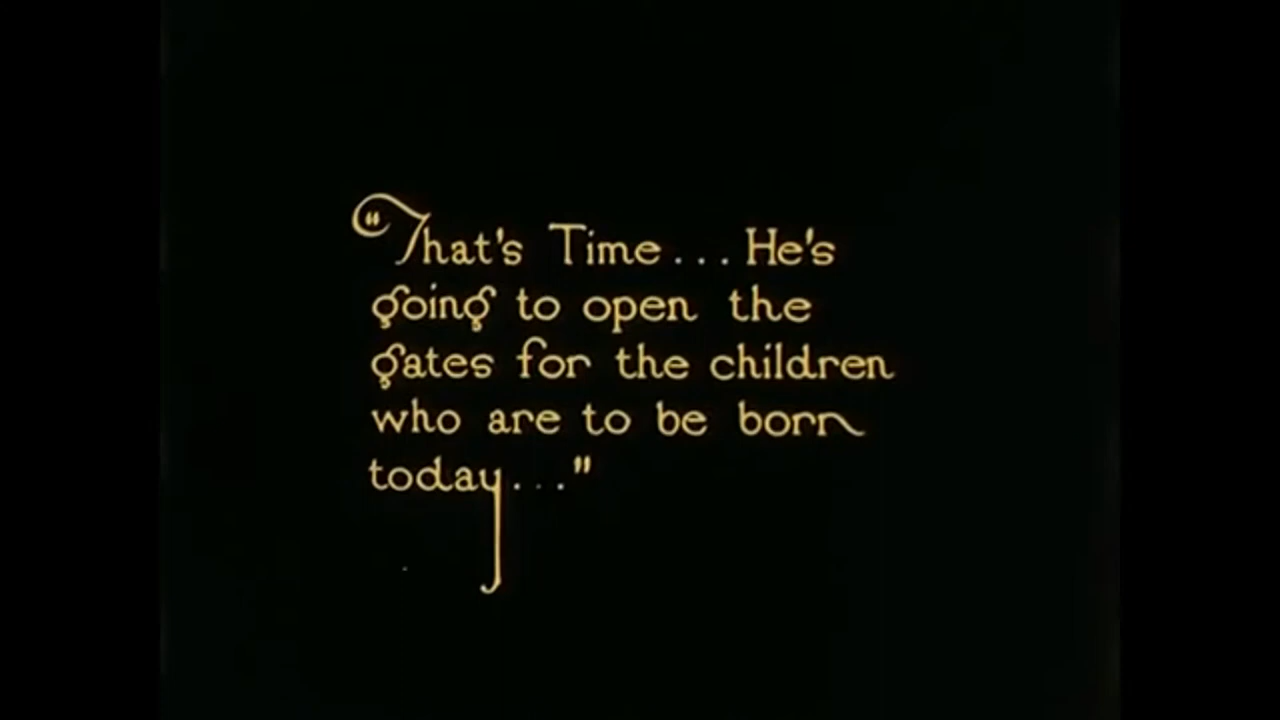 "That's Time... He's
going to open the
gates for the children
who are to be born
today..."